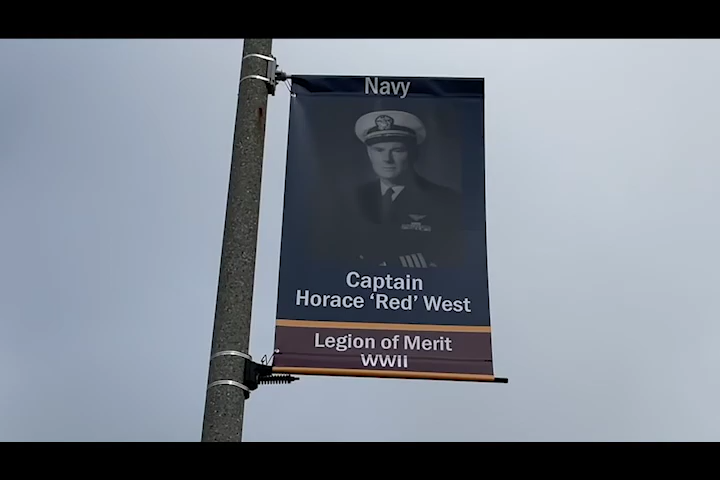 Navy
Captain
Horace ‘Red’ West
Legion of Merit
WWII